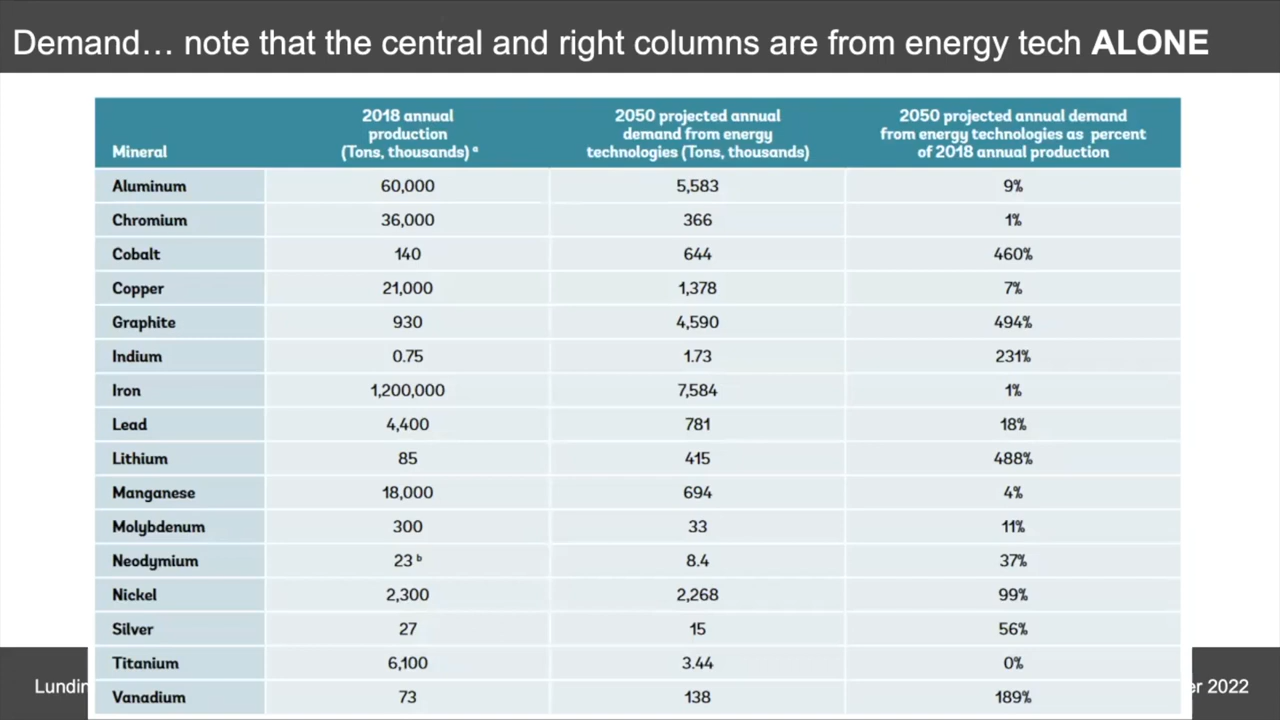 Demand... note that the central and right columns are from energy tech ALONE
Mineral 2018 annual production (Tons, thousands) ª 2050 projected annual demand from energy technologies (Tons, thousands) 2050 projected annual demand from energy technologies as percent of 2018 annual production
Aluminum 60,000 5,583 9%
Chromium 36,000 366 1%
Cobalt 140 644 460%
Copper 21,000 1,378 7%
Graphite 930 4,590 494%
Indium 0.75 1.73 231%
Iron 1,200,000 7,584 1%
Lead 4,400 781 18%
Lithium 85 415 488%
Manganese 18,000 694 4%
Molybdenum 300 33 11%
Neodymium 23 ᵇ 8.4 37%
Nickel 2,300 2,268 99%
Silver 27 15 56%
Titanium 6,100 3.44 0%
Vanadium 73 138 189%
Lundin
er 2022